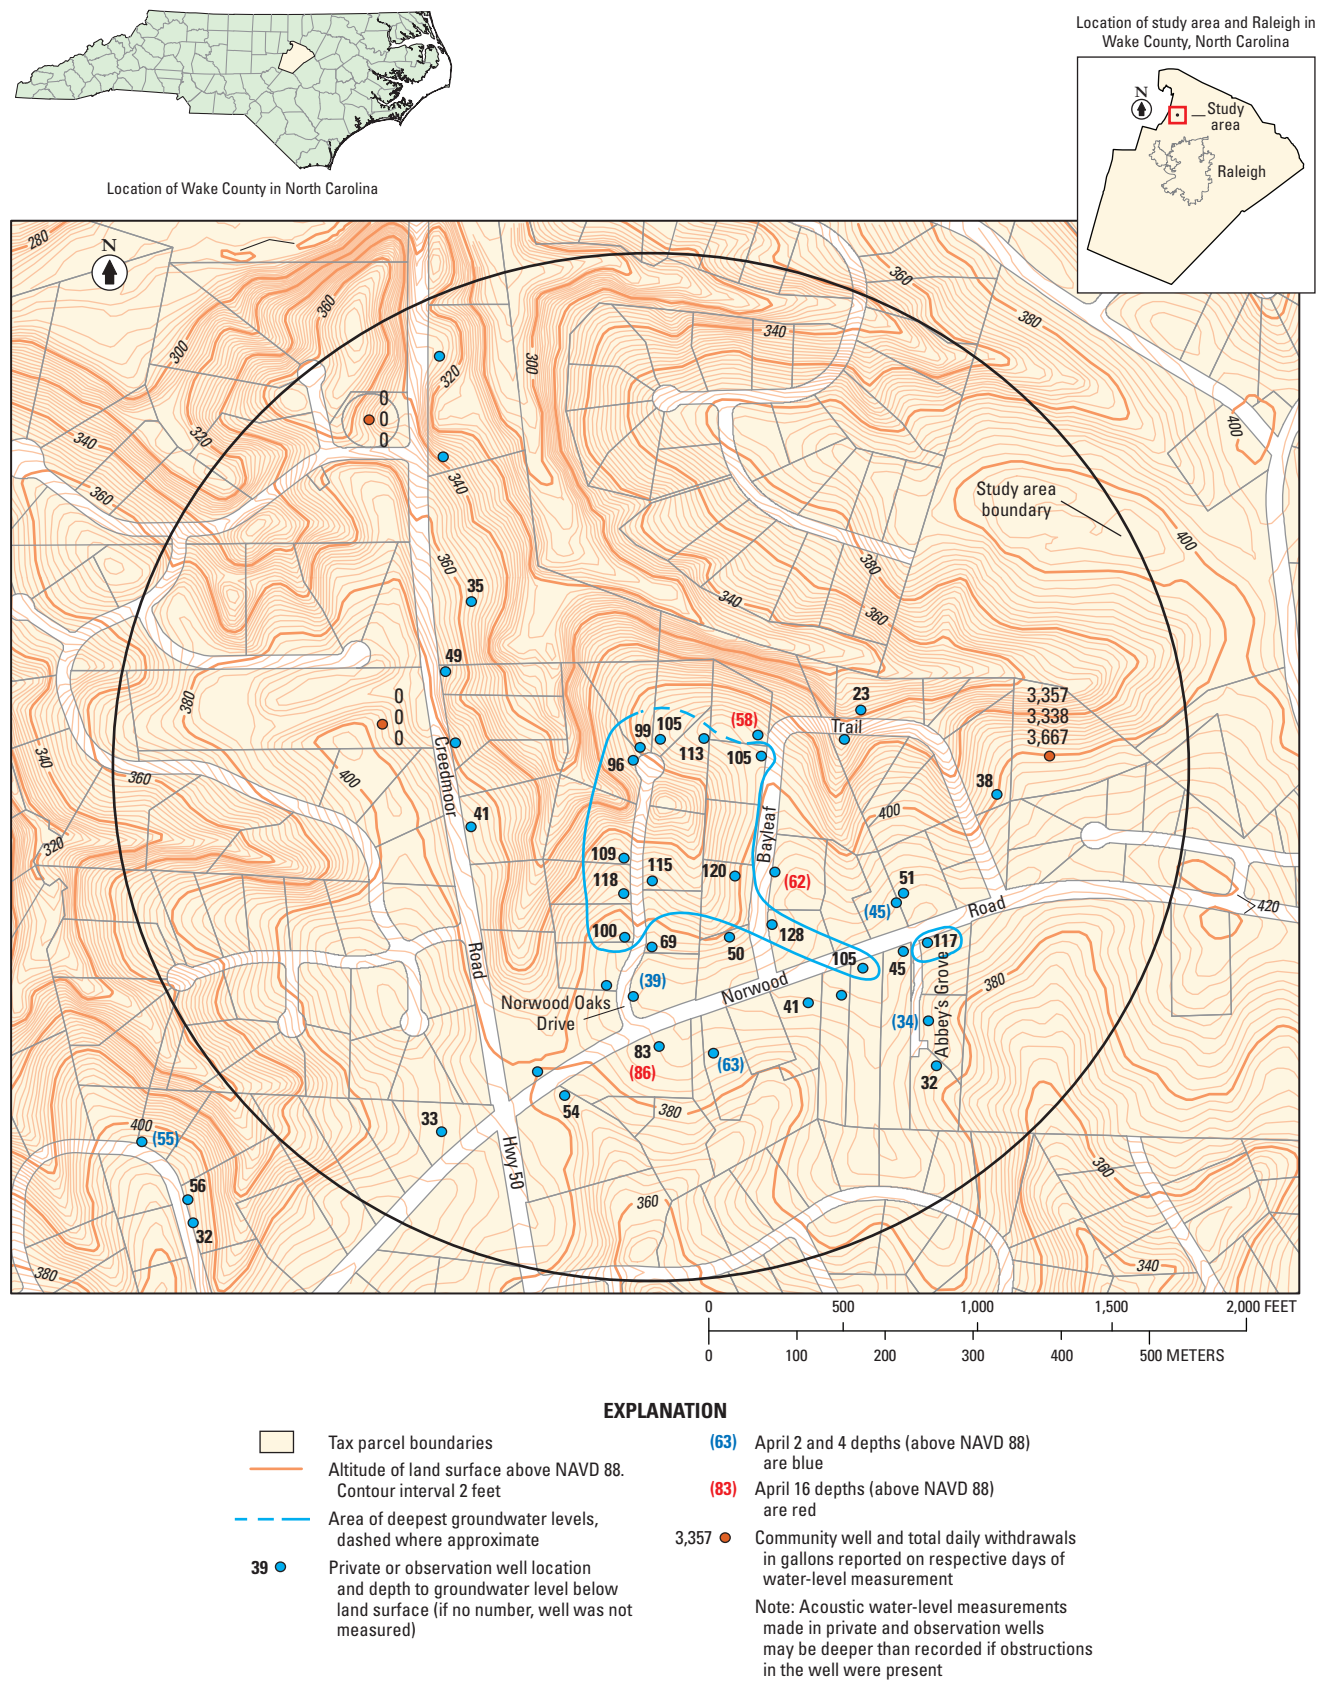 Location of study area and Raleigh in
Wake County, North Carolina
N
Study
area
Raleigh
Location of Wake County in North Carolina
N
280
360
300
340
320
360
320
0
0
0
340
300
340
360
380
400
Study area
boundary
400
380
360
340
360
35
49
380
0
0
0
Creedmoor
340
360
400
320
41
99
105
96
113
(58)
105
23
Trail
3,357
3,338
3,667
38
400
Bayleaf
109
115
118
120
(62)
51
(45)
Road
420
100
69
50
128
105
45
117
380
Road
(39)
Norwood Oaks
Drive
Norwood
41
(34)
Abbey's Grove
32
83
(86)
(63)
54
380
33
400
(55)
56
32
Hwy 50
360
360
340
380
0
500
1,000
1,500
2,000 FEET
0
100
200
300
400
500 METERS
EXPLANATION
Tax parcel boundaries
Altitude of land surface above NAVD 88.
Contour interval 2 feet
Area of deepest groundwater levels,
dashed where approximate
39
Private or observation well location
and depth to groundwater level below
land surface (if no number, well was not
measured)
(63)
April 2 and 4 depths (above NAVD 88)
are blue
(83)
April 16 depths (above NAVD 88)
are red
3,357
Community well and total daily withdrawals
in gallons reported on respective days of
water-level measurement
Note: Acoustic water-level measurements
made in private and observation wells
may be deeper than recorded if obstructions
in the well were present